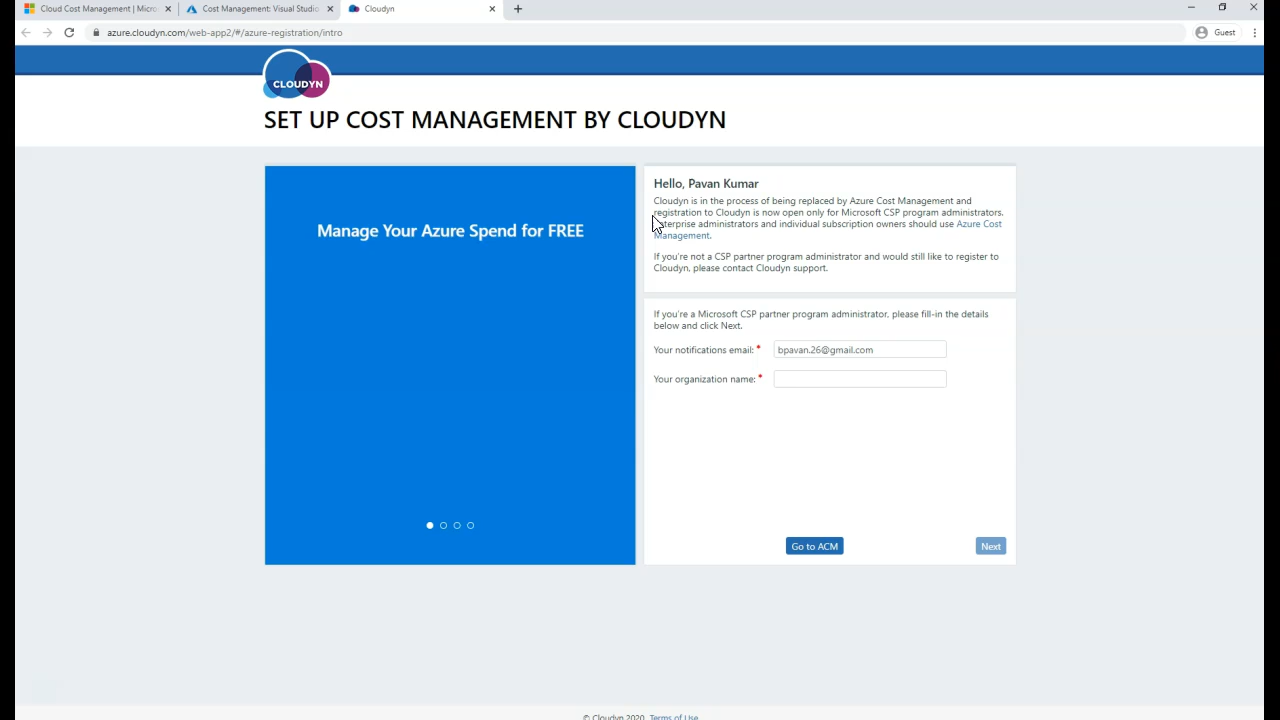 Cloud Cost Management | Micro
Cost Management: Visual Studio
Cloudyn
azure.cloudyn.com/web-app2/#/azure-registration/intro
Guest
CLOUDYN
SET UP COST MANAGEMENT BY CLOUDYN
Manage Your Azure Spend for FREE
Hello, Pavan Kumar
Cloudyn is in the process of being replaced by Azure Cost Management and
registration to Cloudyn is now open only for Microsoft CSP program administrators.
Enterprise administrators and individual subscription owners should use Azure Cost
Management.
If you're not a CSP partner program administrator and would still like to register to
Cloudyn, please contact Cloudyn support.
If you're a Microsoft CSP partner program administrator, please fill-in the details
below and click Next.
Your notifications email: * bpavan.26@gmail.com
Your organization name: *
Go to ACM
Next
© Cloudyn 2020 Terms of Use